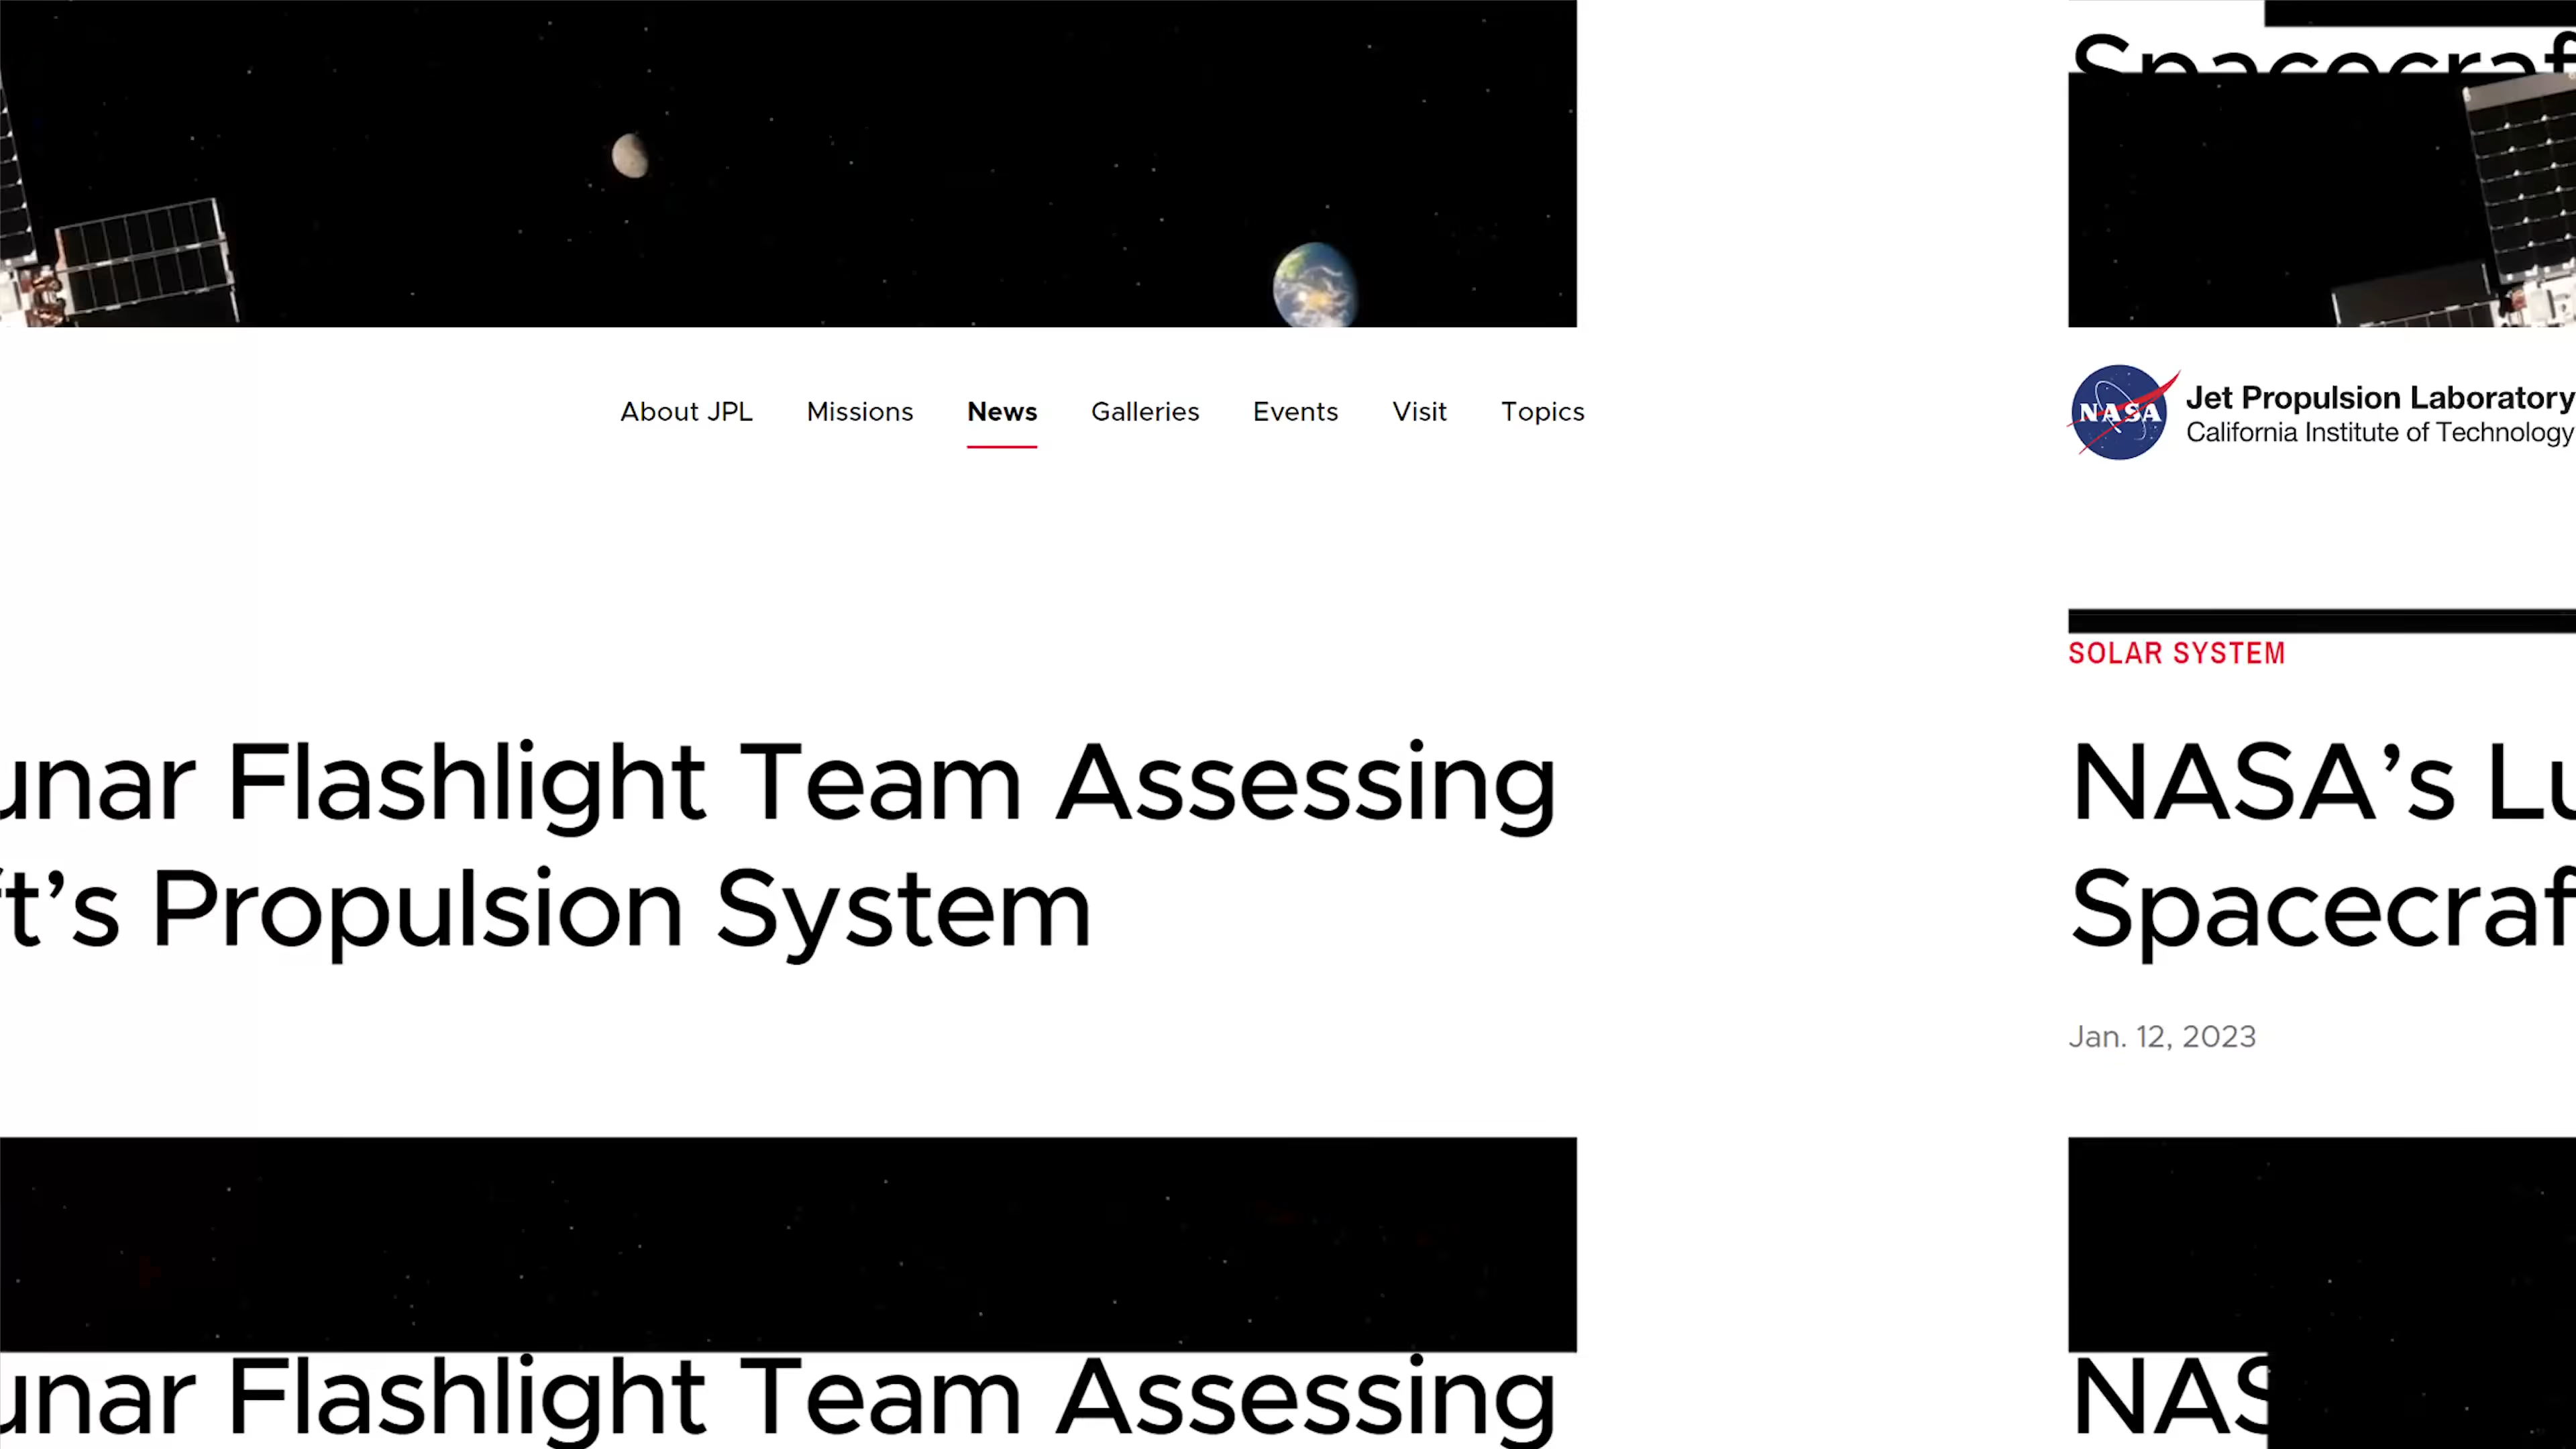 Spacecraf
About JPL Missions News Galleries Events Visit Topics
NASA
Jet Propulsion Laboratory
California Institute of Technology
SOLAR SYSTEM
unar Flashlight Team Assessing
NASA’s Lu
ft’s Propulsion System
Spacecraf
Jan. 12, 2023
unar Flashlight Team Assessing
NAS